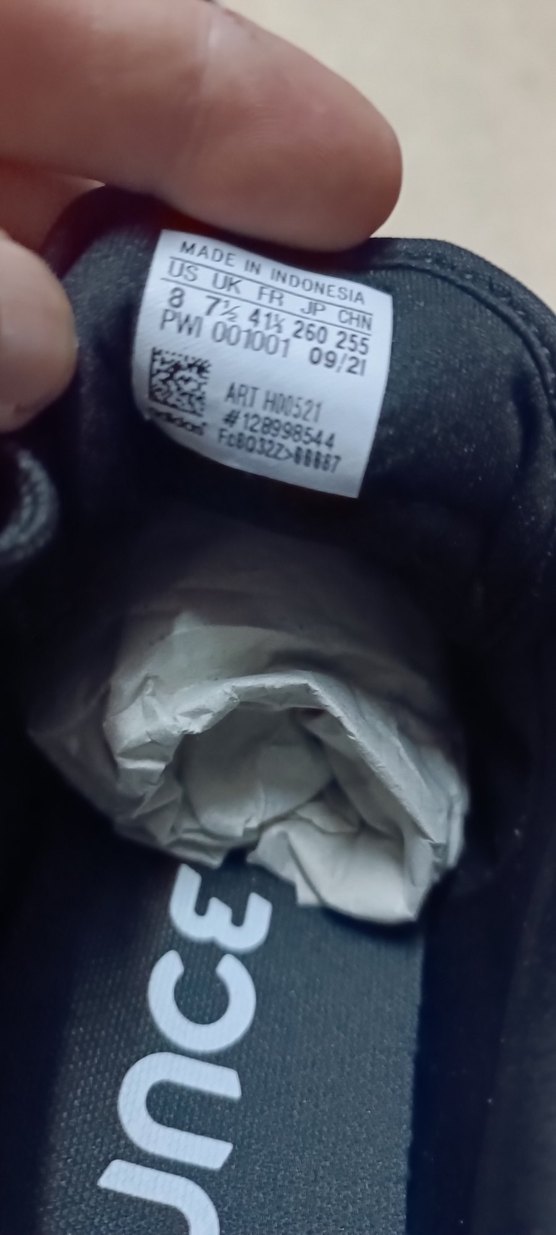 MADE IN INDONESIA
US UK FR JP CHN
8 7½ 41⅓ 260 255
PWI 001001 09/21
ART H00521
#128998544
adidas
UNCE